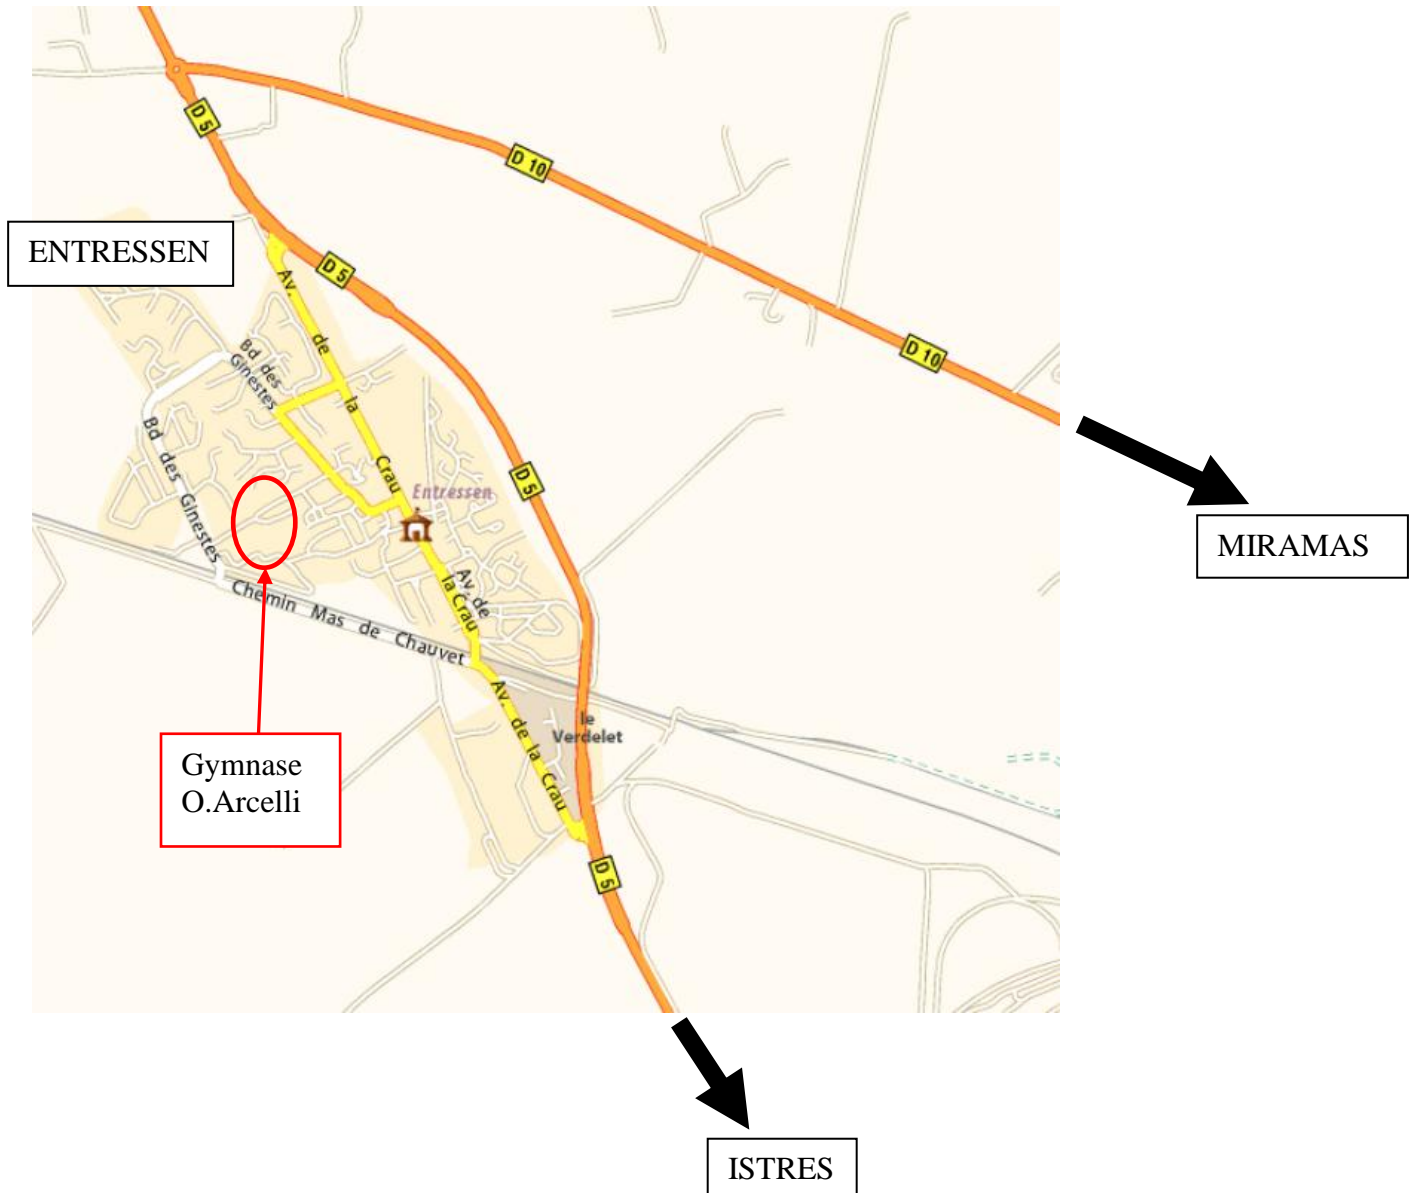 D 5
D 10
ENTRESSEN
D 5
Av. de la Crau
Bd des
Ginestes
D 10
Bd des Ginestes
D 5
Entressen
MIRAMAS
Av. de
la Crau
Chemin Mas de Chauvet
Av. de la Crau
le
Verdelet
Gymnase
O.Arcelli
D 5
ISTRES